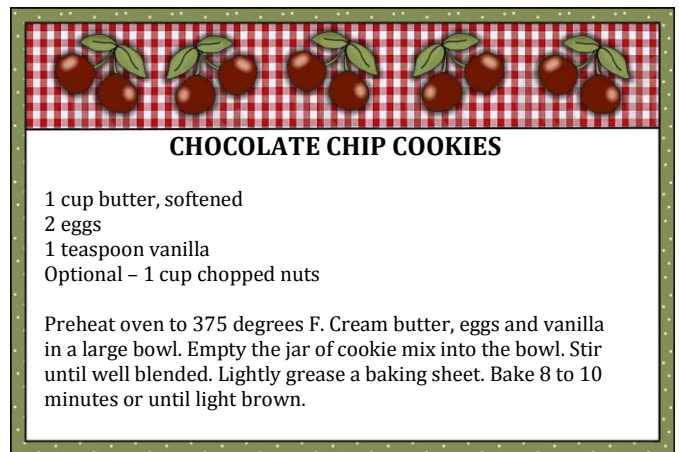 CHOCOLATE CHIP COOKIES
1 cup butter, softened
2 eggs
1 teaspoon vanilla
Optional – 1 cup chopped nuts
Preheat oven to 375 degrees F. Cream butter, eggs and vanilla
in a large bowl. Empty the jar of cookie mix into the bowl. Stir
until well blended. Lightly grease a baking sheet. Bake 8 to 10
minutes or until light brown.